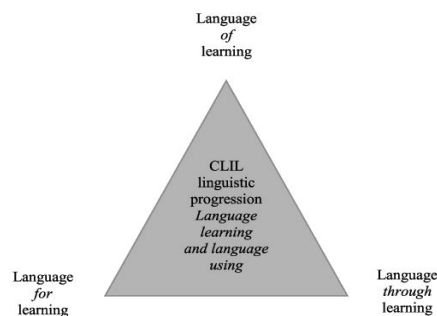 Language
of
learning
CLIL
linguistic
progression
Language
learning
and language
using
Language
for
learning
Language
through
learning